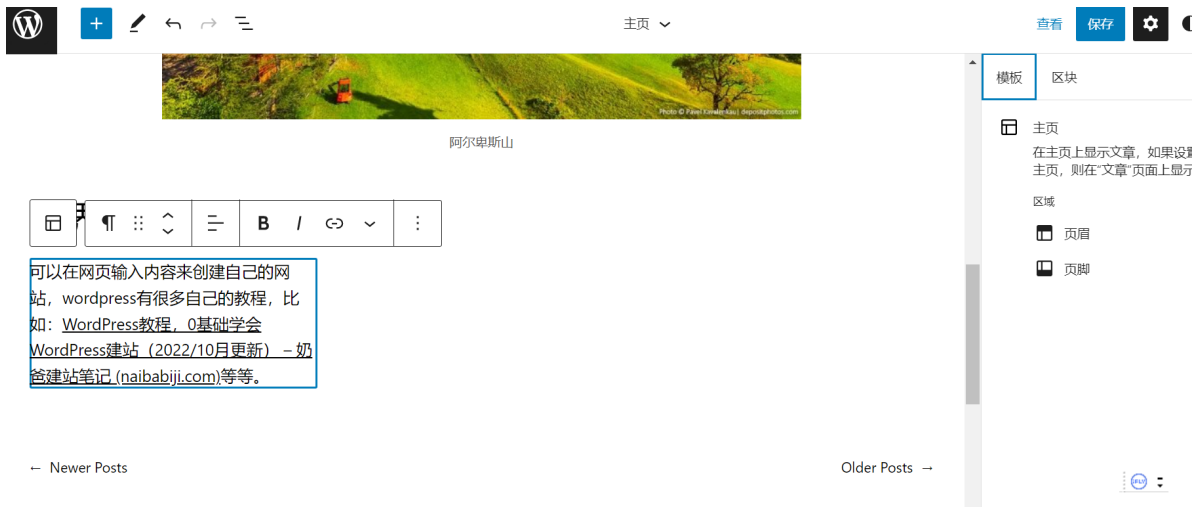 主页
查看
保存
Photo © Pavel Kandenkau | depositphotos.com
阿尔卑斯山
B I
可以在网页输入内容来创建自己的网
站，wordpress有很多自己的教程，比
如：WordPress教程，0基础学会
WordPress建站（2022/10月更新） – 奶
爸建站笔记 (naibabiji.com)等等。
← Newer Posts
Older Posts →
模板
区块
主页
在主页上显示文章，如果设置
主页，则在“文章”页面上显示
区域
页眉
页脚
iFLY